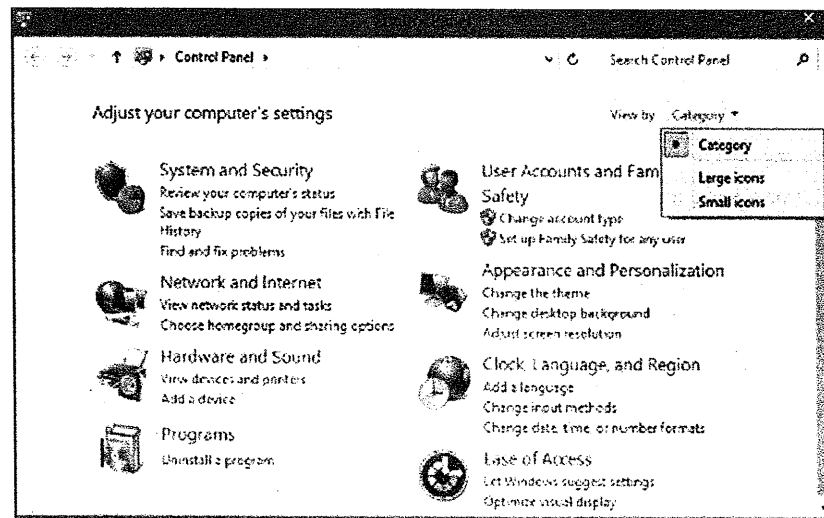 Control Panel
Search Control Panel
Adjust your computer's settings
View by Category
Category
Large icons
Small icons
System and Security
Review your computer's status
Save backup copies of your files with File
History
Find and fix problems
Network and Internet
View network status and tasks
Choose homegroup and sharing options
Hardware and Sound
View devices and printers
Add a device
Programs
Uninstall a program
User Accounts and Fam
Safety
Change account type
Set up Family Safety for any user
Appearance and Personalization
Change the theme
Change desktop background
Adjust screen resolution
Clock, Language, and Region
Add a language
Change input methods
Change date, time, or number formats
Ease of Access
Let Windows suggest settings
Optimize visual display